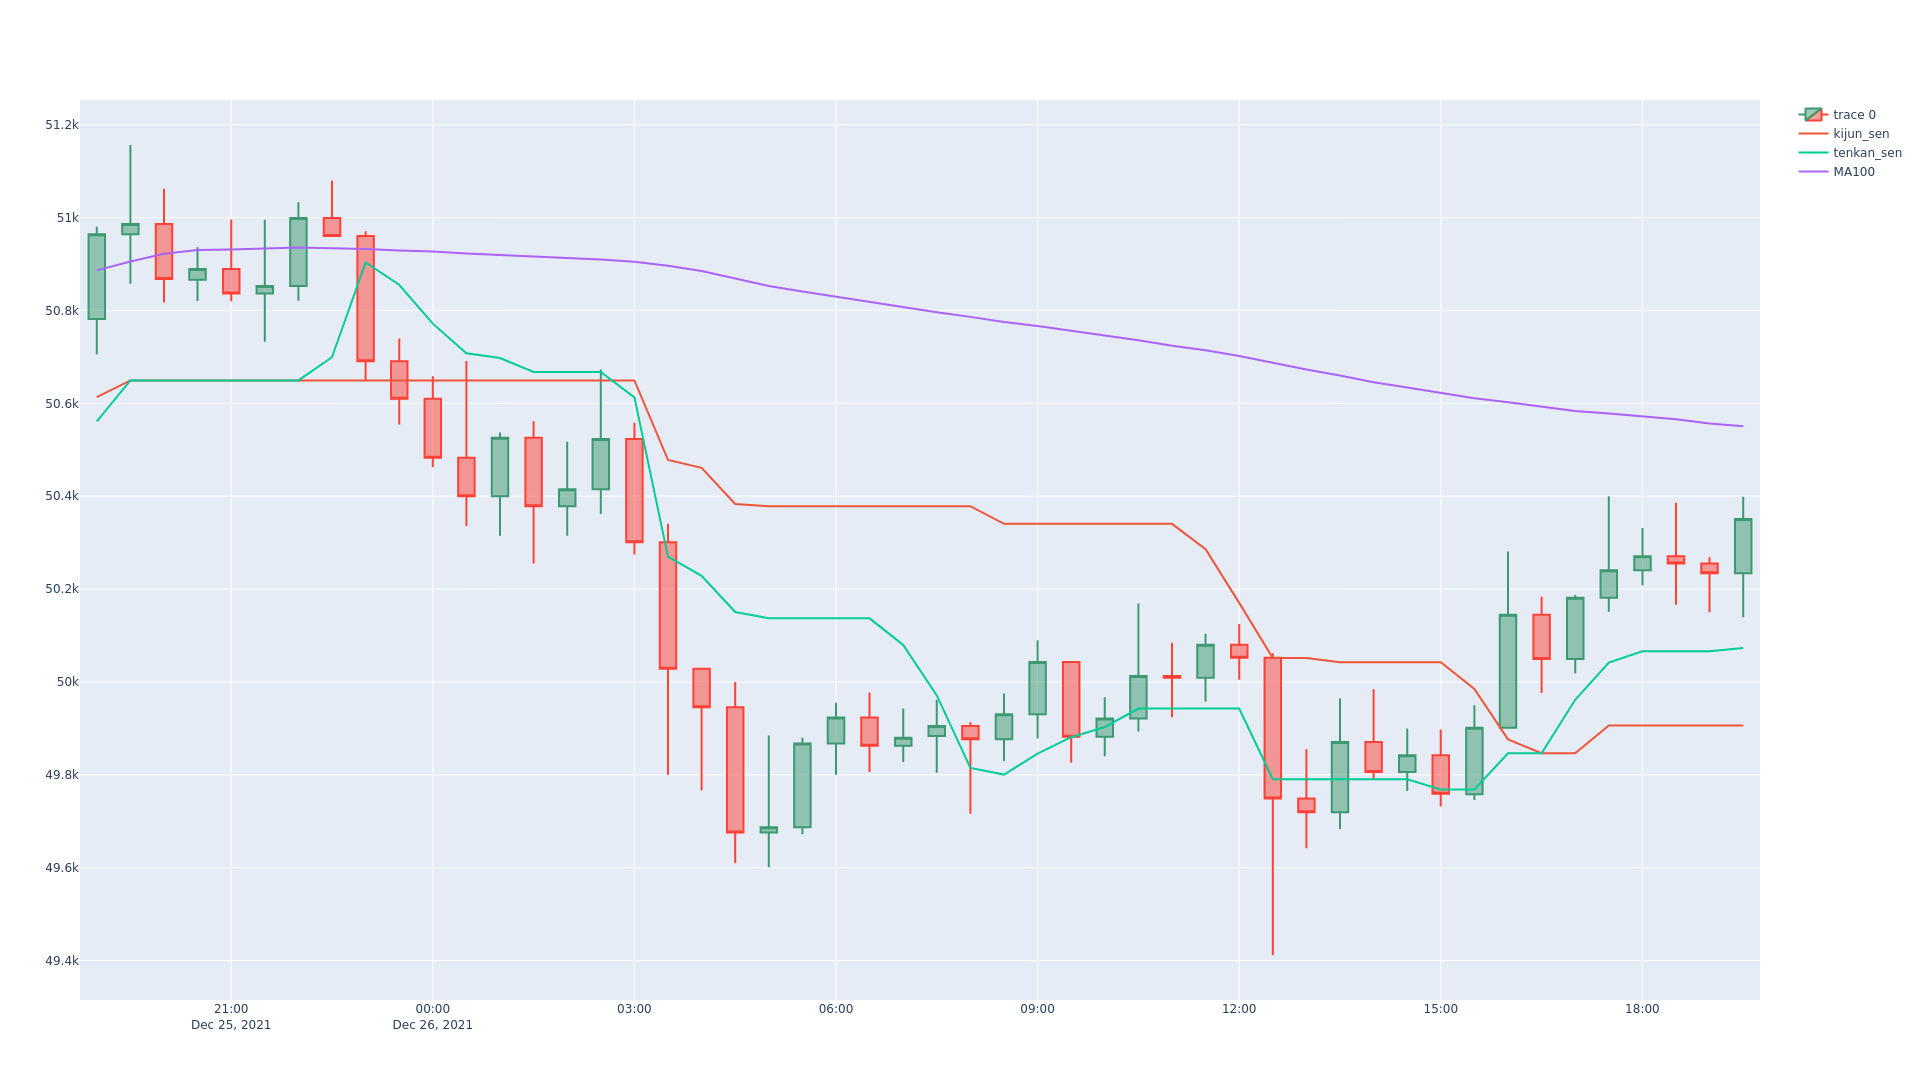 51.2k
51k
50.8k
50.6k
50.4k
50.2k
50k
49.8k
49.6k
49.4k
21:00
Dec 25, 2021
00:00
Dec 26, 2021
03:00
06:00
09:00
12:00
15:00
18:00
trace 0
kijun_sen
tenkan_sen
MA100